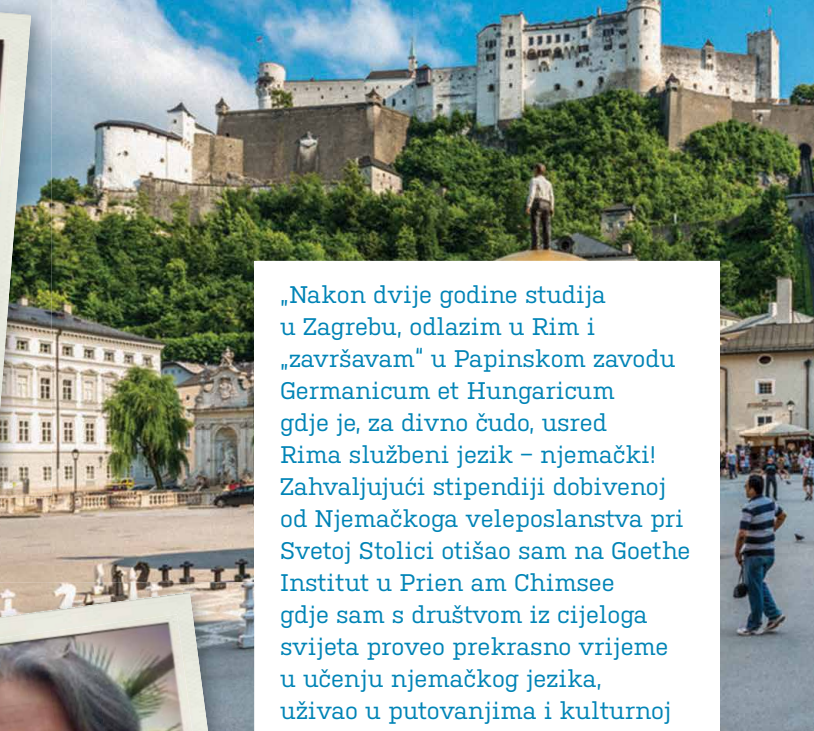 „Nakon dvije godine studija
u Zagrebu, odlazim u Rim i
„završavam” u Papinskom zavodu
Germanicum et Hungaricum
gdje je, za divno čudo, usred
Rima službeni jezik – njemački!
Zahvaljujući stipendiji dobivenoj
od Njemačkoga veleposlanstva pri
Svetoj Stolici otišao sam na Goethe
Institut u Prien am Chimsee
gdje sam s društvom iz cijeloga
svijeta proveo prekrasno vrijeme
u učenju njemačkog jezika,
uživao u putovanjima i kulturnoj